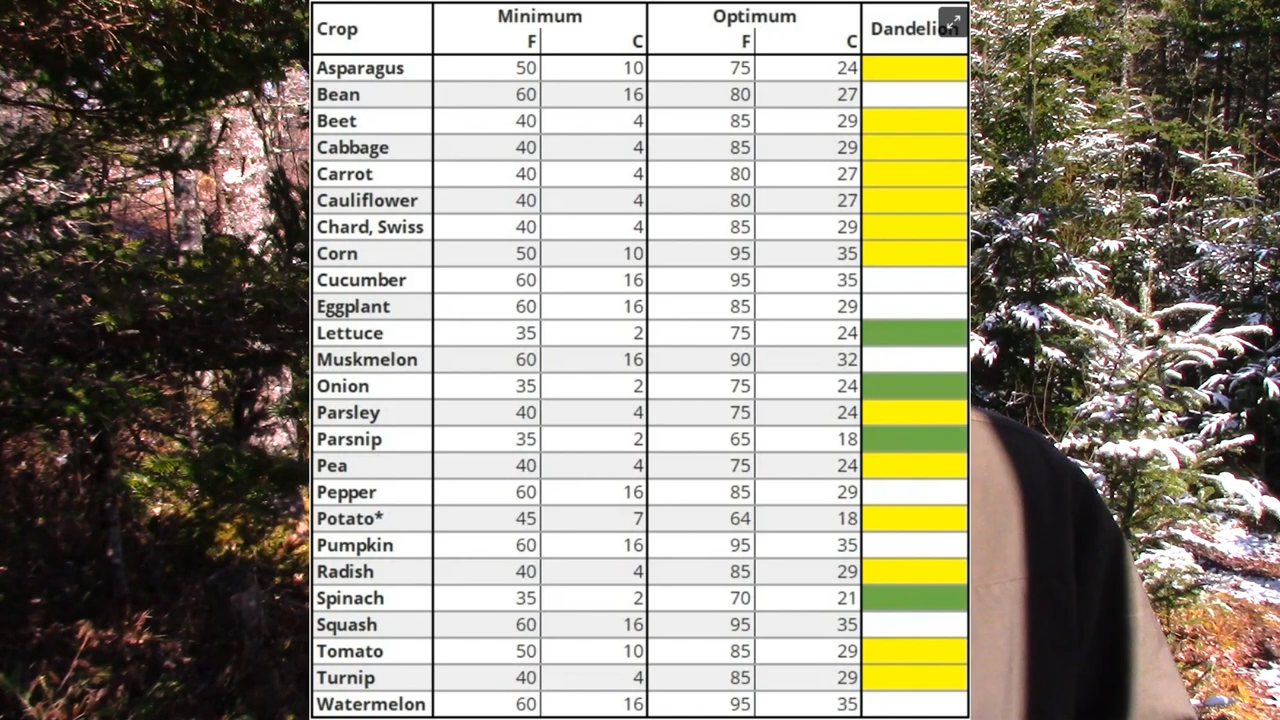 Crop Minimum Optimum Dandelion
F C F C
Asparagus 50 10 75 24
Bean 60 16 80 27
Beet 40 4 85 29
Cabbage 40 4 85 29
Carrot 40 4 80 27
Cauliflower 40 4 80 27
Chard, Swiss 40 4 85 29
Corn 50 10 95 35
Cucumber 60 16 95 35
Eggplant 60 16 85 29
Lettuce 35 2 75 24
Muskmelon 60 16 90 32
Onion 35 2 75 24
Parsley 40 4 75 24
Parsnip 35 2 65 18
Pea 40 4 75 24
Pepper 60 16 85 29
Potato* 45 7 64 18
Pumpkin 60 16 95 35
Radish 40 4 85 29
Spinach 35 2 70 21
Squash 60 16 95 35
Tomato 50 10 85 29
Turnip 40 4 85 29
Watermelon 60 16 95 35